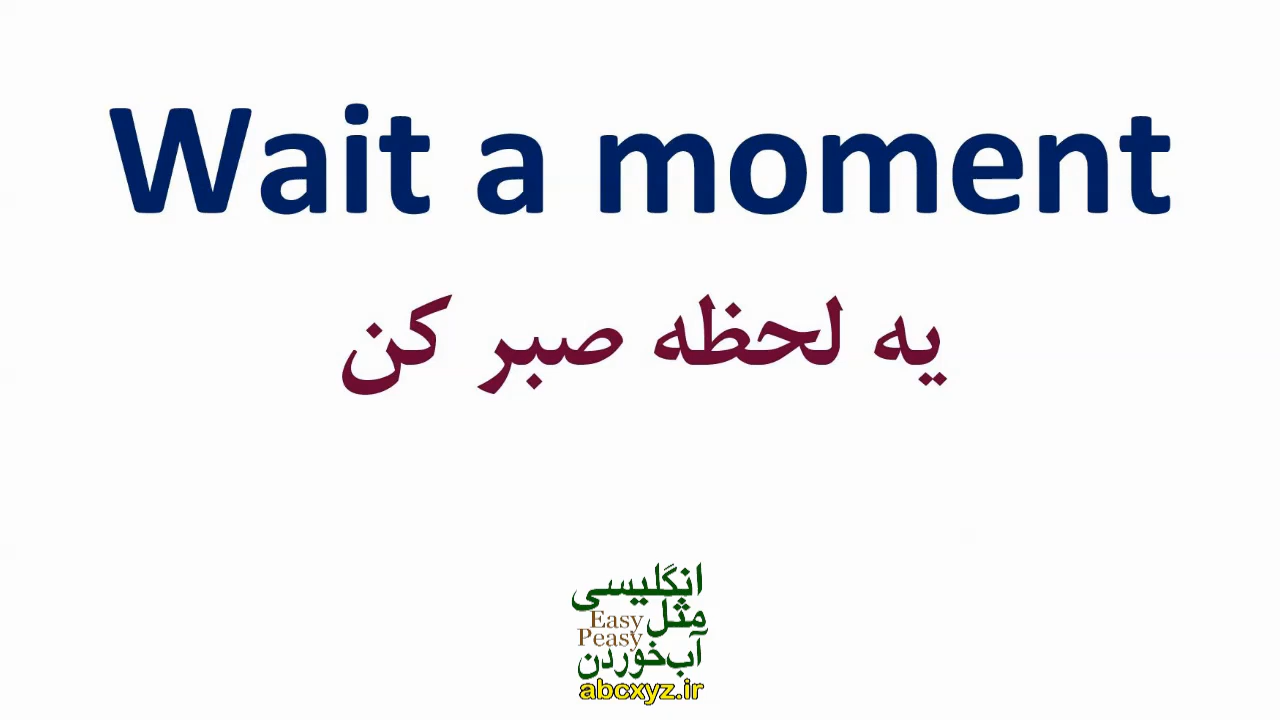 Wait a moment
یه لحظه صبر کن
انگلیسی
مثل Easy
Peasy
آب‌خوردن
abcxyz.ir